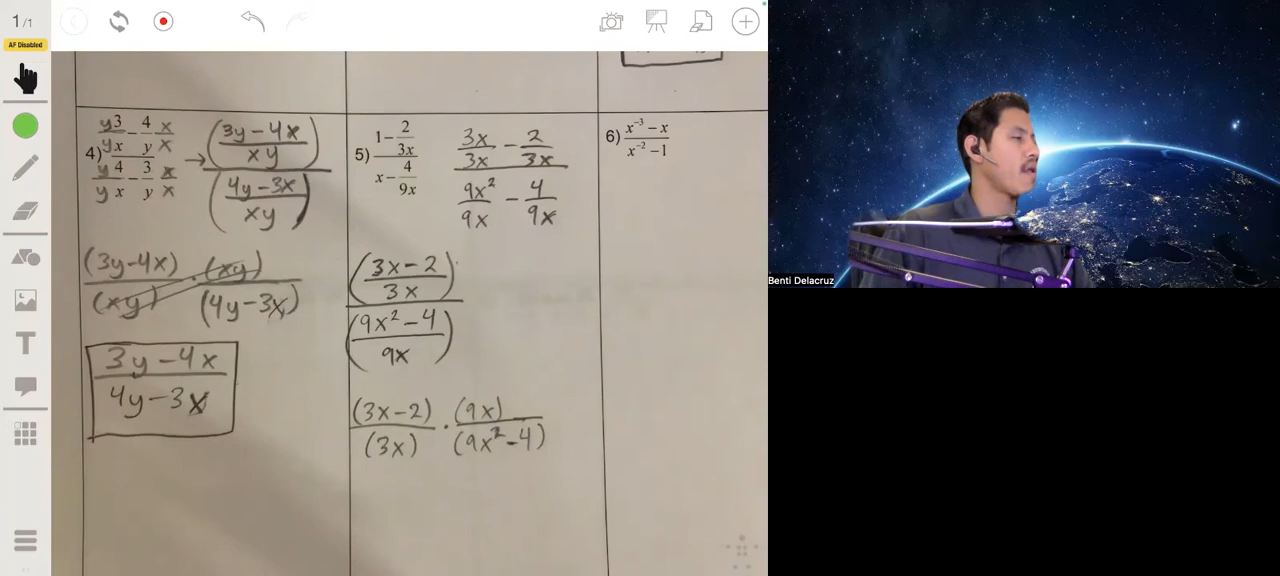 1/1
AF Disabled
4) y3/yx - 4/y x/x → (3y-4x/xy)
y4/yx - 3/y x/x (4y-3x/xy)
(3y-4x)/(xy) · (xy)/(4y-3x)
3y-4x/4y-3x
5) 1 - 2/3x 3x/3x - 2/3x
x - 4/9x 9x²/9x - 4/9x
(3x-2/3x)
(9x²-4/9x)
(3x-2)/(3x) · (9x)/(9x²-4)
6) x⁻³ - x
x⁻² - 1
Benti Delacruz